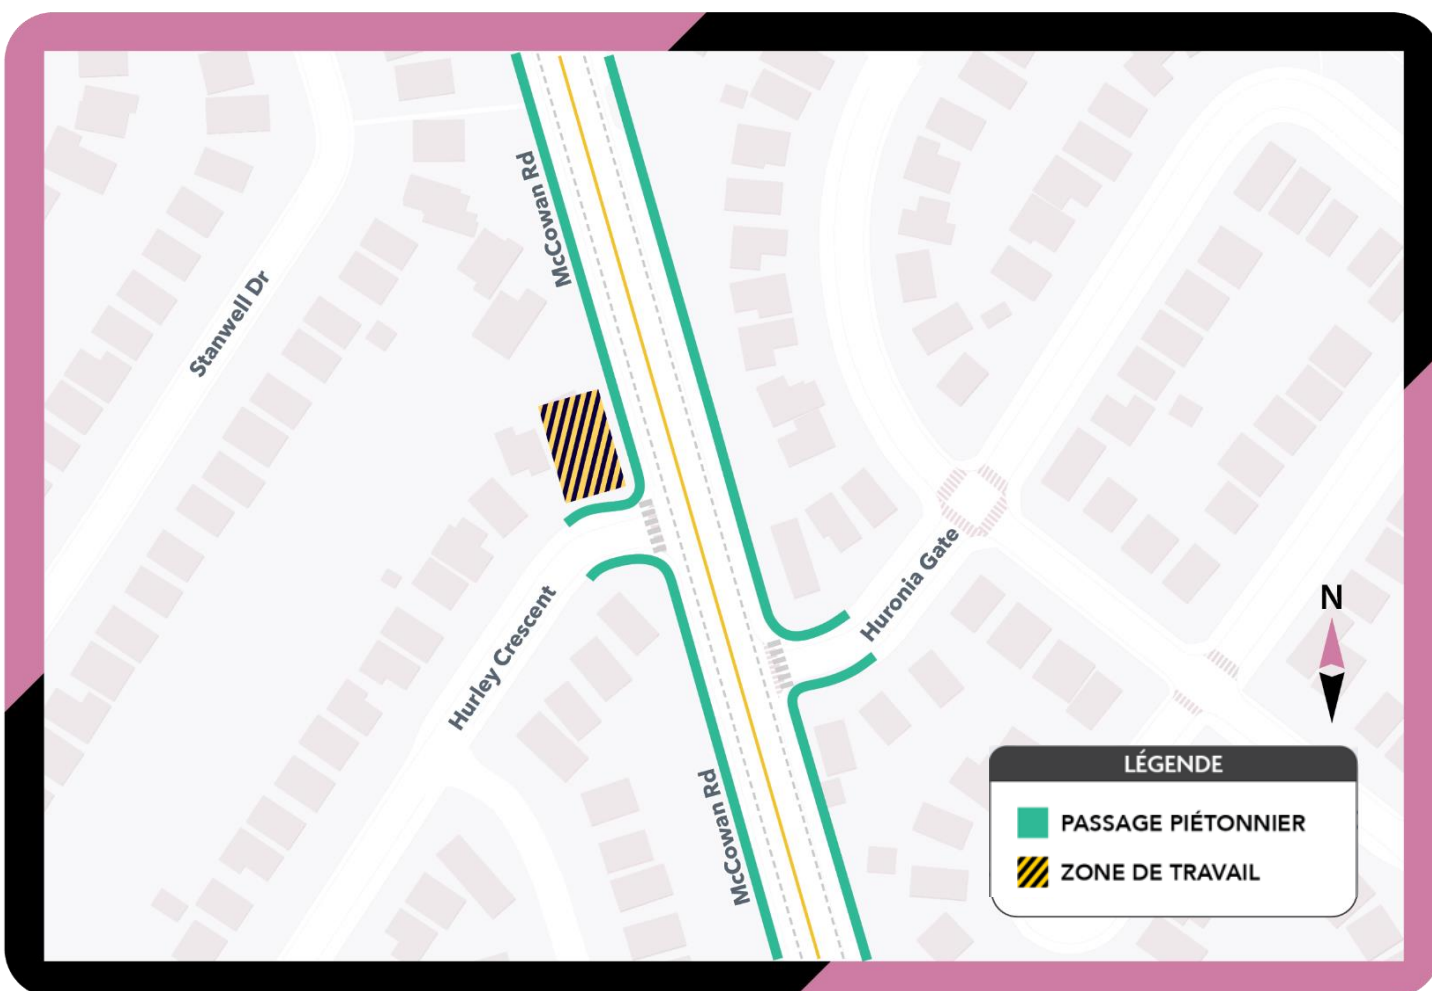 McCowan Rd
Stanwell Dr
Huronia Gate
Hurley Crescent
McCowan Rd
N
LÉGENDE
PASSAGE PIÉTONNIER
ZONE DE TRAVAIL